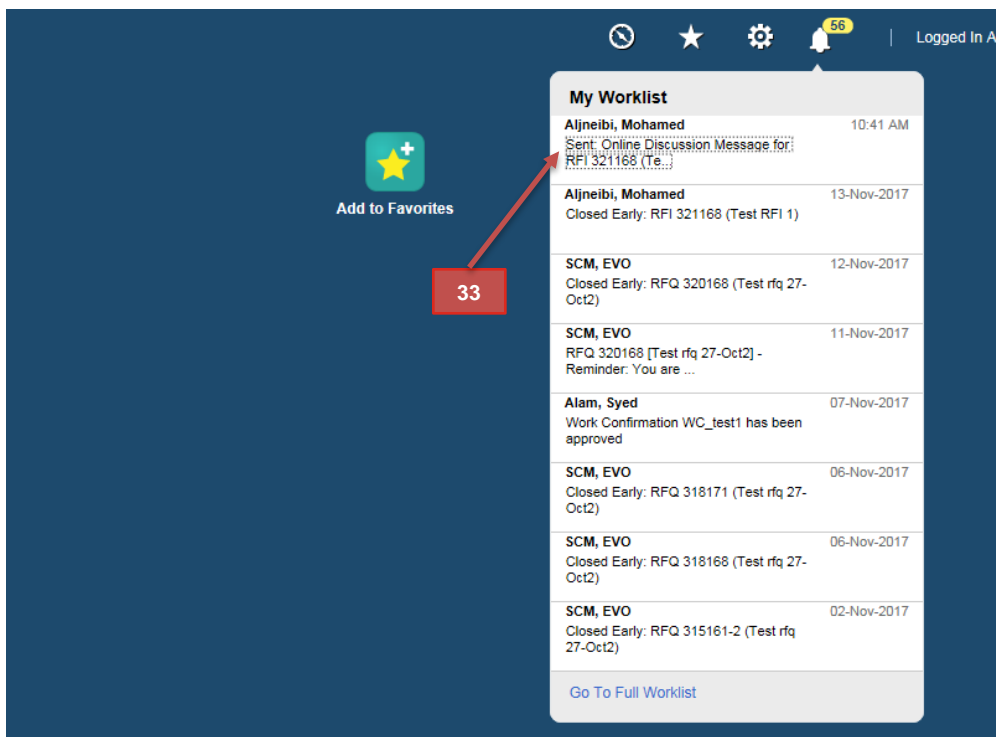 56
Logged In A
My Worklist
Aljneibi, Mohamed 10:41 AM
Sent: Online Discussion Message for
RFI 321168 (Te...)
Add to Favorites
Aljneibi, Mohamed 13-Nov-2017
Closed Early: RFI 321168 (Test RFI 1)
33
SCM, EVO 12-Nov-2017
Closed Early: RFQ 320168 (Test rfq 27-
Oct2)
SCM, EVO 11-Nov-2017
RFQ 320168 [Test rfq 27-Oct2] -
Reminder: You are ...
Alam, Syed 07-Nov-2017
Work Confirmation WC_test1 has been
approved
SCM, EVO 06-Nov-2017
Closed Early: RFQ 318171 (Test rfq 27-
Oct2)
SCM, EVO 06-Nov-2017
Closed Early: RFQ 318168 (Test rfq 27-
Oct2)
SCM, EVO 02-Nov-2017
Closed Early: RFQ 315161-2 (Test rfq
27-Oct2)
Go To Full Worklist